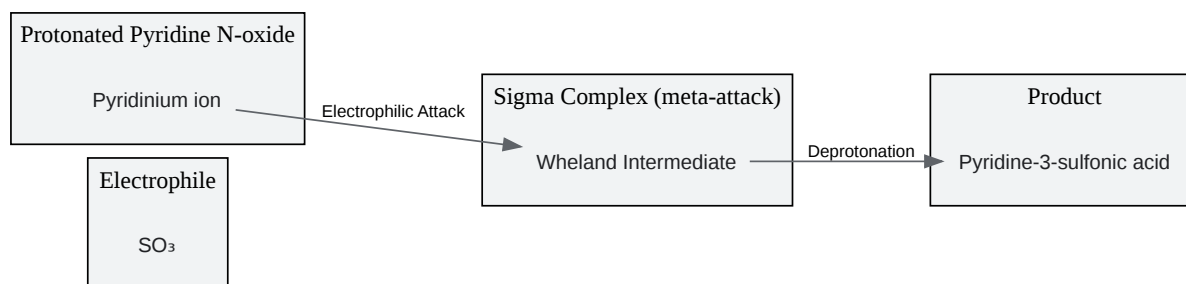 Protonated Pyridine N-oxide
Pyridinium ion
Electrophilic Attack
Electrophile
SO₃
Sigma Complex (meta-attack)
Wheland Intermediate
Deprotonation
Product
Pyridine-3-sulfonic acid